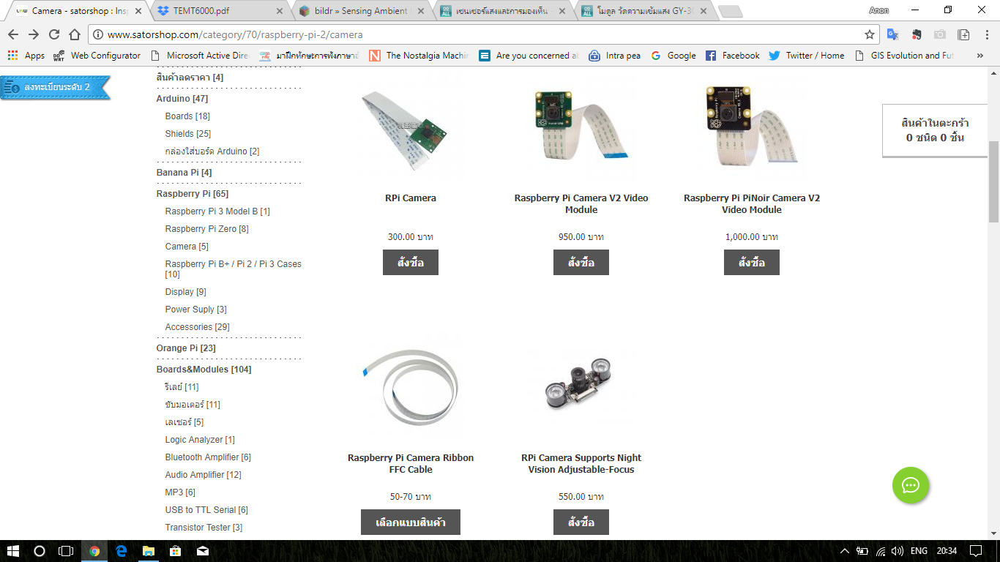 Camera - satorshop : Ins
TEMT6000.pdf
bildr » Sensing Ambient
เซนเซอร์แสงและการมองเห็น
โมดูล วัดความเข้มแสง GY-30
Anon
www.satorshop.com/category/70/raspberry-pi-2/camera
Apps
Web Configurator
Microsoft Active Dire
มาฝึกทักษะการฟังภาษาอั
The Nostalgia Machin
Are you concerned ab
Intra pea
Google
Facebook
Twitter / Home
GIS Evolution and Fut
»
ลงทะเบียนระดับ 2
สินค้าลดราคา [4]
Arduino [47]
Boards [18]
Shields [25]
กล่องใส่บอร์ด Arduino [2]
Banana Pi [4]
Raspberry Pi [65]
Raspberry Pi 3 Model B [1]
Raspberry Pi Zero [8]
Camera [5]
Raspberry Pi B+ / Pi 2 / Pi 3 Cases
[10]
Display [9]
Power Suply [3]
Accessories [29]
Orange Pi [23]
Boards&Modules [104]
รีเลย์ [11]
ขับมอเตอร์ [11]
เลเซอร์ [5]
Logic Analyzer [1]
Bluetooth Amplifier [6]
Audio Amplifier [12]
MP3 [6]
USB to TTL Serial [6]
Transistor Tester [3]
RPi Camera
300.00 บาท
สั่งซื้อ
Raspberry Pi Camera V2 Video
Module
950.00 บาท
สั่งซื้อ
Raspberry Pi PiNoir Camera V2
Video Module
1,000.00 บาท
สั่งซื้อ
Raspberry Pi Camera Ribbon
FFC Cable
50-70 บาท
เลือกแบบสินค้า
RPi Camera Supports Night
Vision Adjustable-Focus
550.00 บาท
สั่งซื้อ
สินค้าในตะกร้า
0 ชนิด 0 ชิ้น
ENG
20:34